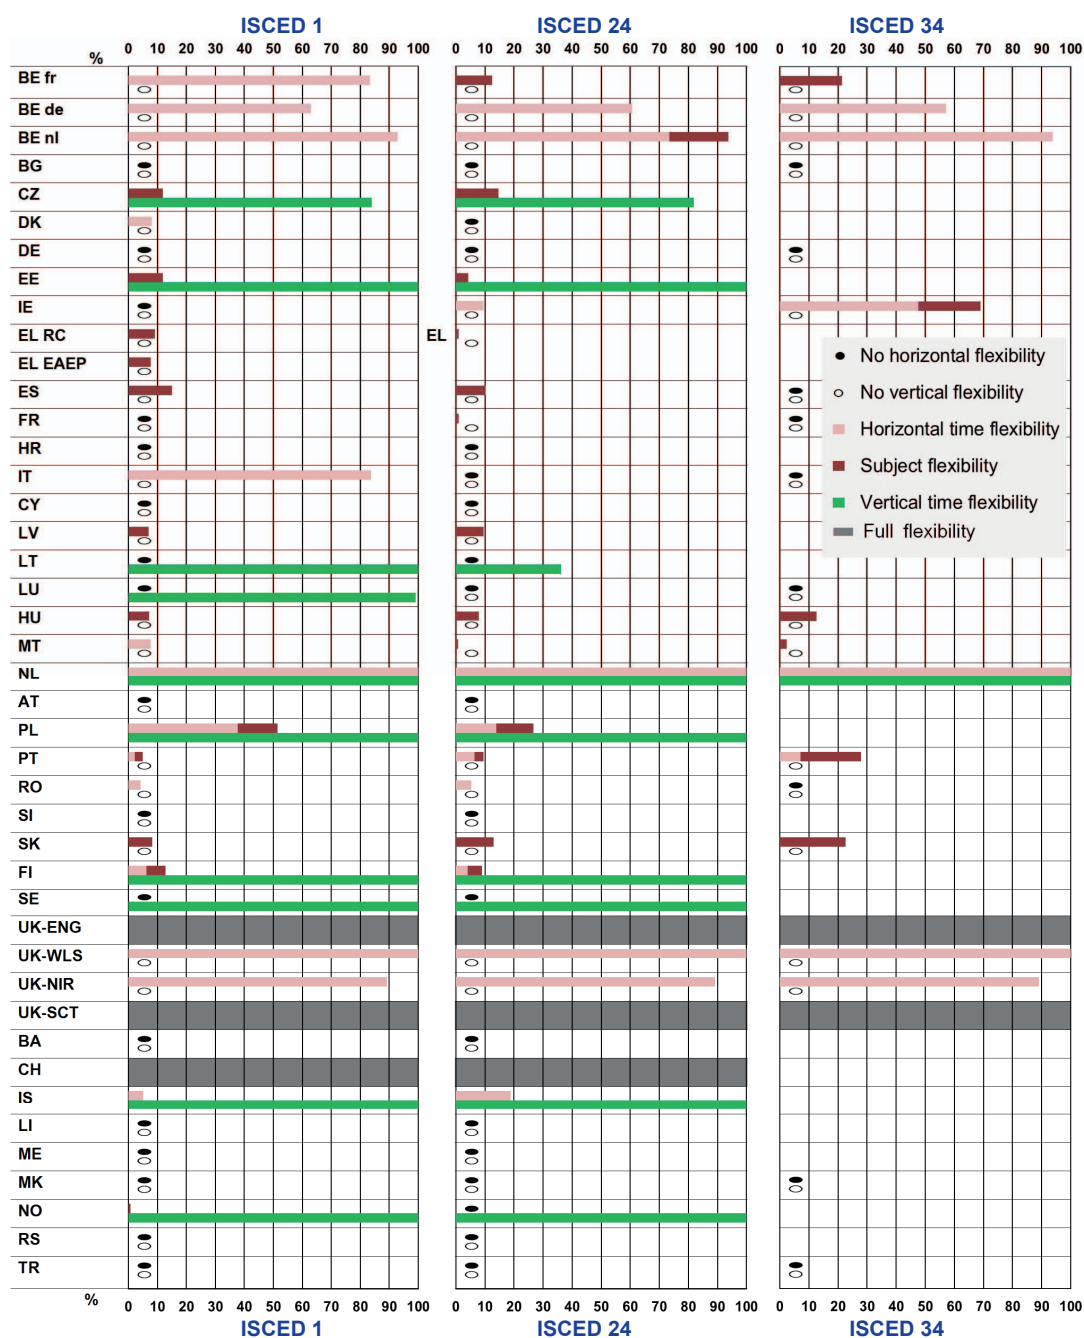 ISCED 1 ISCED 24 ISCED 34
% 0 10 20 30 40 50 60 70 80 90 100 0 10 20 30 40 50 60 70 80 90 100 0 10 20 30 40 50 60 70 80 90 100
BE fr
BE de
BE nl
BG
CZ
DK
DE
EE
IE
EL RC EL
EL EAEP
ES
FR
HR
IT
CY
LV
LT
LU
HU
MT
NL
AT
PL
PT
RO
SI
SK
FI
SE
UK-ENG
UK-WLS
UK-NIR
UK-SCT
BA
CH
IS
LI
ME
MK
NO
RS
TR
No horizontal flexibility
No vertical flexibility
Horizontal time flexibility
Subject flexibility
Vertical time flexibility
Full flexibility
% 0 10 20 30 40 50 60 70 80 90 100 0 10 20 30 40 50 60 70 80 90 100 0 10 20 30 40 50 60 70 80 90 100
ISCED 1 ISCED 24 ISCED 34